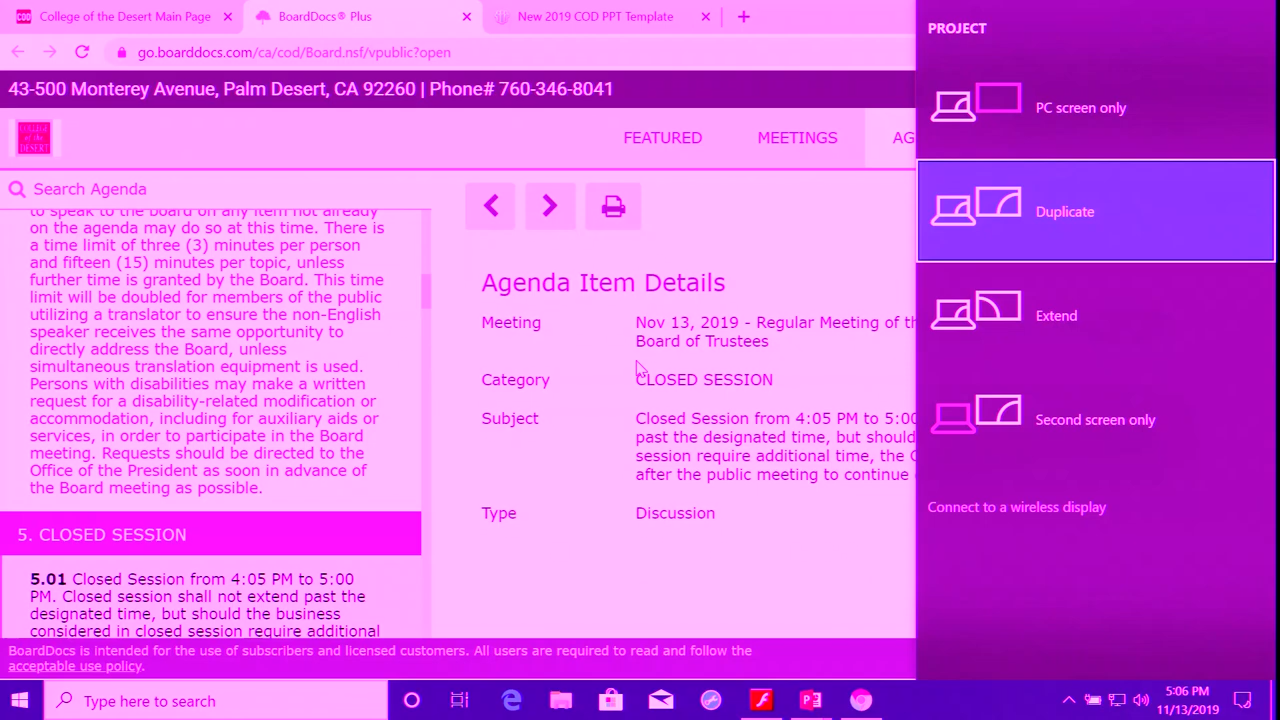 College of the Desert Main Page
BoardDocs® Plus
New 2019 COD PPT Template
go.boarddocs.com/ca/cod/Board.nsf/vpublic?open
43-500 Monterey Avenue, Palm Desert, CA 92260 | Phone# 760-346-8041
COLLEGE of the DESERT
FEATURED
MEETINGS
AG
Search Agenda
to speak to the board on any item not already
on the agenda may do so at this time. There is
a time limit of three (3) minutes per person
and fifteen (15) minutes per topic, unless
further time is granted by the Board. This time
limit will be doubled for members of the public
utilizing a translator to ensure the non-English
speaker receives the same opportunity to
directly address the Board, unless
simultaneous translation equipment is used.
Persons with disabilities may make a written
request for a disability-related modification or
accommodation, including for auxiliary aids or
services, in order to participate in the Board
meeting. Requests should be directed to the
Office of the President as soon in advance of
the Board meeting as possible.
5. CLOSED SESSION
5.01 Closed Session from 4:05 PM to 5:00
PM. Closed session shall not extend past the
designated time, but should the business
considered in closed session require additional
Agenda Item Details
Meeting
Nov 13, 2019 - Regular Meeting of th
Board of Trustees
Category
CLOSED SESSION
Subject
Closed Session from 4:05 PM to 5:00
past the designated time, but should
session require additional time, the
after the public meeting to continue
Type
Discussion
BoardDocs is intended for the use of subscribers and licensed customers. All users are required to read and follow the
acceptable use policy.
PROJECT
PC screen only
Duplicate
Extend
Second screen only
Connect to a wireless display
Type here to search
5:06 PM
11/13/2019